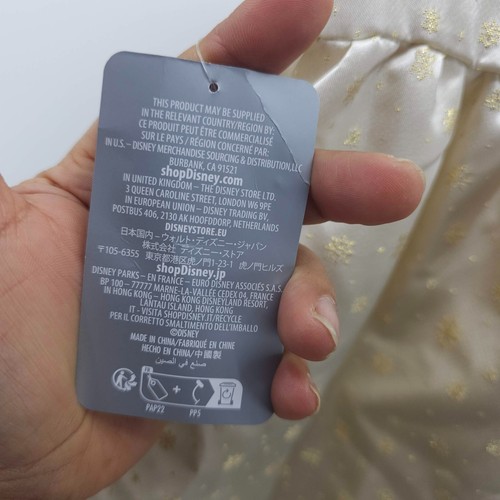 THIS PRODUCT MAY BE SUPPLIED
IN THE RELEVANT COUNTRY/REGION BY:
CE PRODUIT PEUT ÊTRE COMMERCIALISÉ
SUR LE PAYS / RÉGION CONCERNÉ PAR:
IN U.S. – DISNEY MERCHANDISE SOURCING & DISTRIBUTION, LLC
BURBANK, CA 91521
shopDisney.com
IN UNITED KINGDOM – THE DISNEY STORE LTD.
3 QUEEN CAROLINE STREET, LONDON W6 9PE
IN EUROPEAN UNION – DISNEY TRADING BV,
POSTBUS 406, 2130 AK HOOFDDORP, NETHERLANDS
DISNEYSTORE.EU
日本国内－ウォルト・ディズニー・ジャパン
株式会社 ディズニー・ストア
〒105-6355 東京都港区虎ノ門1-23-1 虎ノ門ヒルズ
shopDisney.jp
DISNEY PARKS – EN FRANCE – EURO DISNEY ASSOCIÉS S.A.S
BP 100 – 77777 MARNE-LA-VALLÉE CEDEX 04, FRANCE
IN HONG KONG – HONG KONG DISNEYLAND RESORT,
LANTAU ISLAND, HONG KONG
IT - VISITA SHOPDISNEY.IT/RECYCLE
PER IL CORRETTO SMALTIMENTO DELL'IMBALLO
©DISNEY
MADE IN CHINA/FABRIQUÉ EN CHINE
HECHO EN CHINA/中國製
صنع في الصين
PAP22
PP5